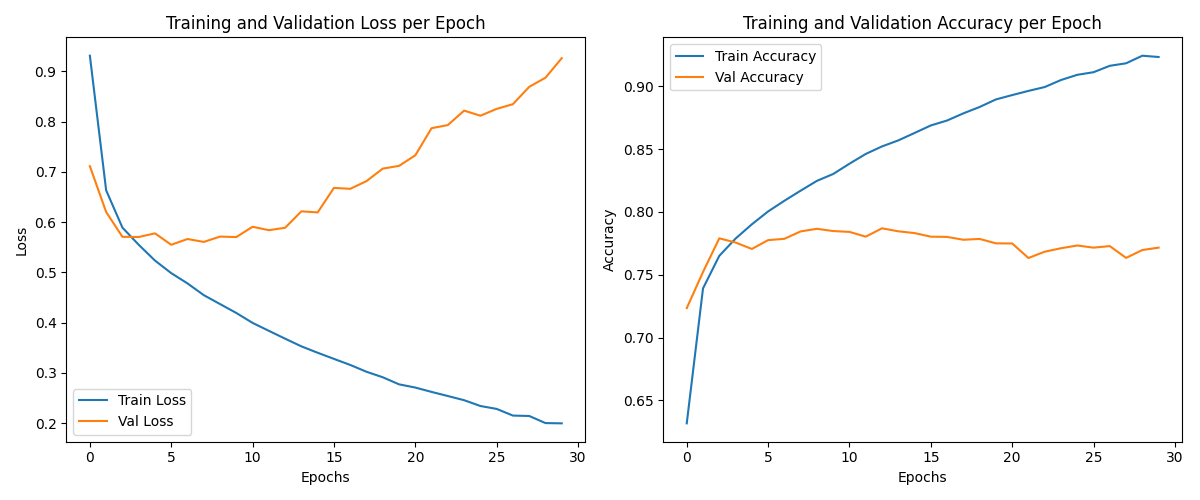 Training and Validation Loss per Epoch
Loss
0.9
0.8
0.7
0.6
0.5
0.4
0.3
0.2
Train Loss
Val Loss
0 5 10 15 20 25 30
Epochs
Training and Validation Accuracy per Epoch
Accuracy
Train Accuracy
Val Accuracy
0.90
0.85
0.80
0.75
0.70
0.65
0 5 10 15 20 25 30
Epochs